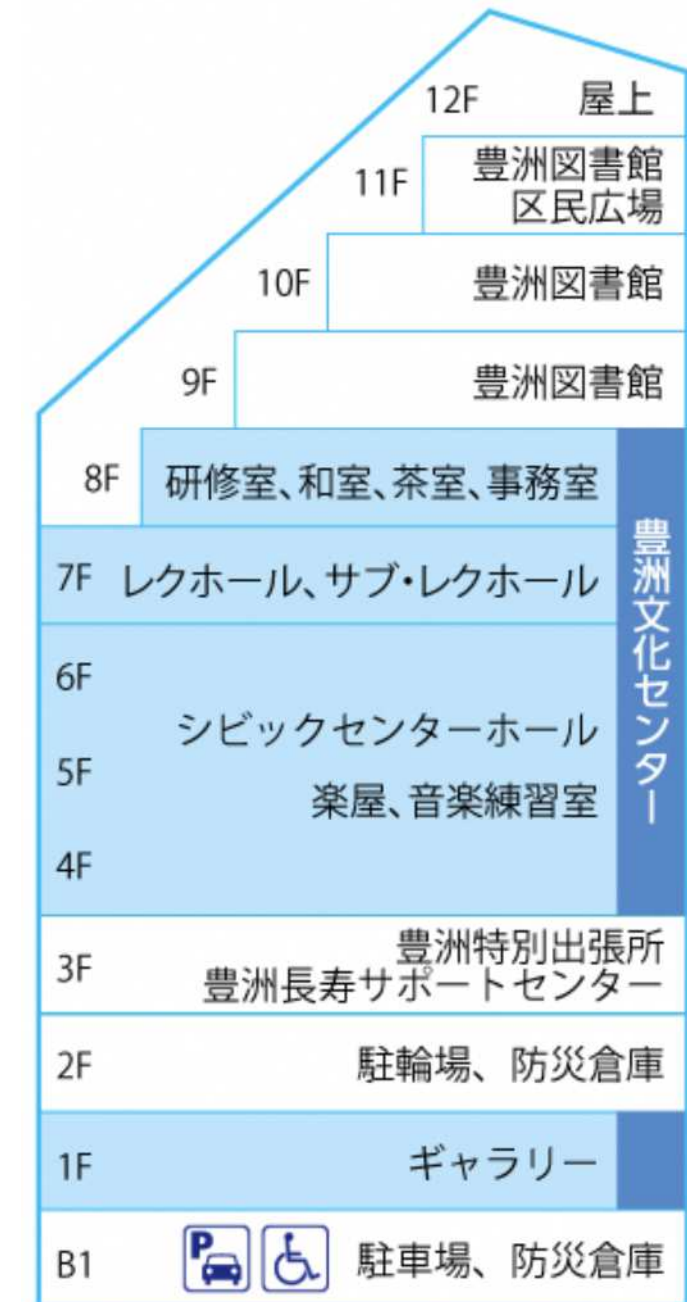 12F 屋上
11F 豊洲図書館
区民広場
10F 豊洲図書館
9F 豊洲図書館
8F 研修室、和室、茶室、事務室
7F レクホール、サブ・レクホール
6F
シビックセンターホール
5F
楽屋、音楽練習室
4F
豊洲文化センター
3F 豊洲特別出張所
豊洲長寿サポートセンター
2F 駐輪場、防災倉庫
1F ギャラリー
B1 P 駐車場、防災倉庫